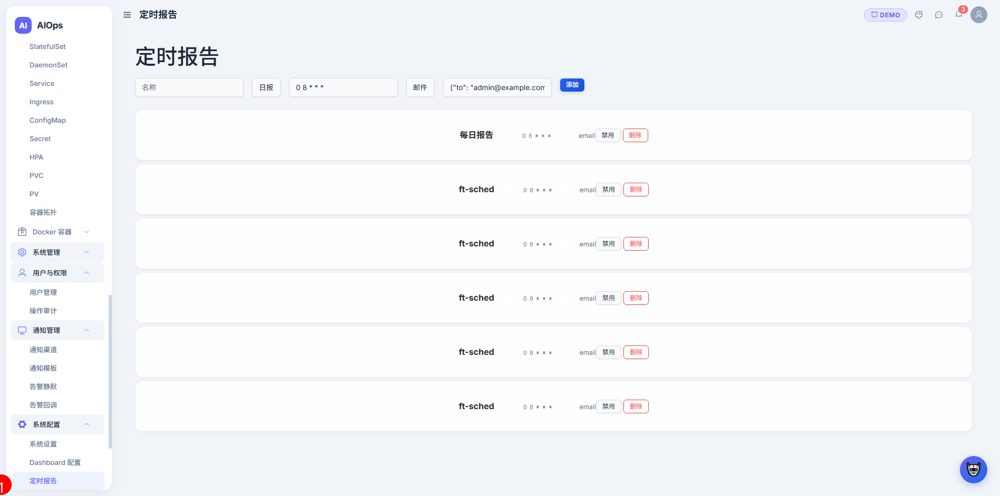 AI AIOps
StatefulSet
DaemonSet
Service
Ingress
ConfigMap
Secret
HPA
PVC
PV
容器拓扑
Docker 容器
系统管理
用户与权限
用户管理
操作审计
通知管理
通知渠道
通知模板
告警静默
告警回调
系统配置
系统设置
Dashboard 配置
定时报告
1
定时报告
DEMO
3
定时报告
名称 日报 0 8 * * * 邮件 {"to": "admin@example.com 添加
每日报告 0 8 * * * email 禁用 删除
ft-sched 0 8 * * * email 禁用 删除
ft-sched 0 8 * * * email 禁用 删除
ft-sched 0 8 * * * email 禁用 删除
ft-sched 0 8 * * * email 禁用 删除
ft-sched 0 8 * * * email 禁用 删除